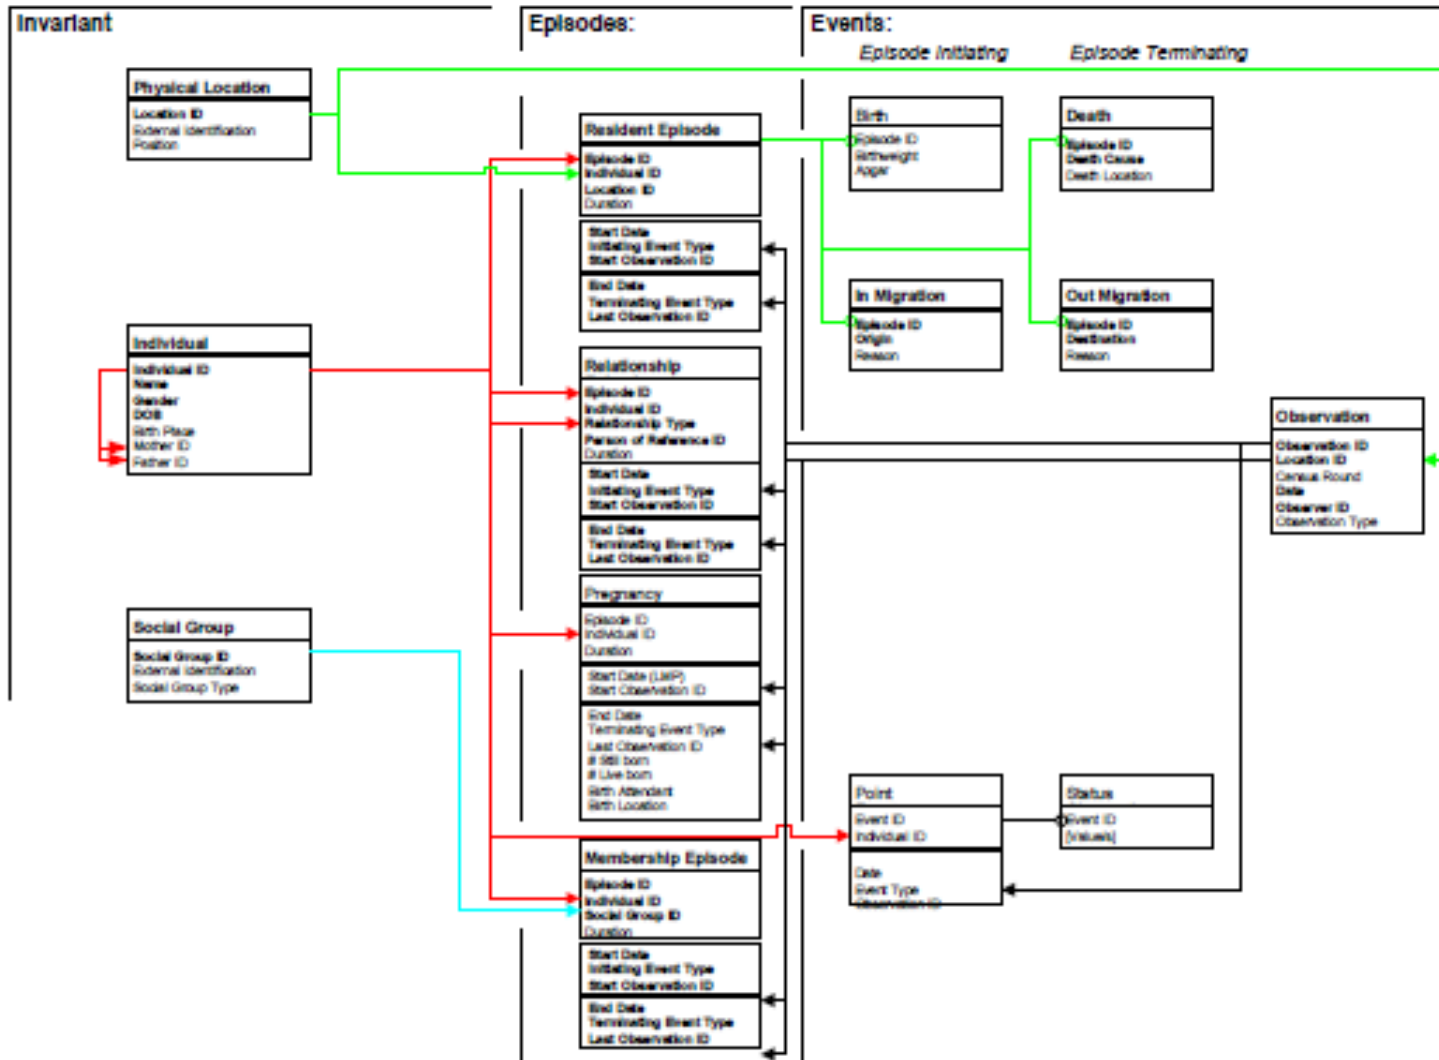 Invariant
Physical Location
Location ID
External Identification
Position
Individual
Individual ID
Name
Gender
DOB
Birth Place
Mother ID
Father ID
Social Group
Social Group ID
External Identification
Social Group Type
Episodes:
Resident Episode
Episode ID
Individual ID
Location ID
Duration
Start Date
Initiating Event Type
Start Observation ID
End Date
Terminating Event Type
Last Observation ID
Relationship
Episode ID
Individual ID
Relationship Type
Person of Reference ID
Duration
Start Date
Initiating Event Type
Start Observation ID
End Date
Terminating Event Type
Last Observation ID
Pregnancy
Episode ID
Individual ID
Duration
Start Date (LMP)
Start Observation ID
End Date
Terminating Event Type
Last Observation ID
# Still born
# Live born
Birth Attendant
Birth Location
Membership Episode
Episode ID
Individual ID
Social Group ID
Duration
Start Date
Initiating Event Type
Start Observation ID
End Date
Terminating Event Type
Last Observation ID
Events:
Episode Initiating
Episode Terminating
Birth
Episode ID
Birthweight
Apgar
Death
Episode ID
Death Cause
Death Location
In Migration
Episode ID
Origin
Reason
Out Migration
Episode ID
Destination
Reason
Observation
Observation ID
Location ID
Census Round
Date
Observer ID
Observation Type
Point
Event ID
Individual ID
Date
Event Type
Observation ID
Status
Event ID